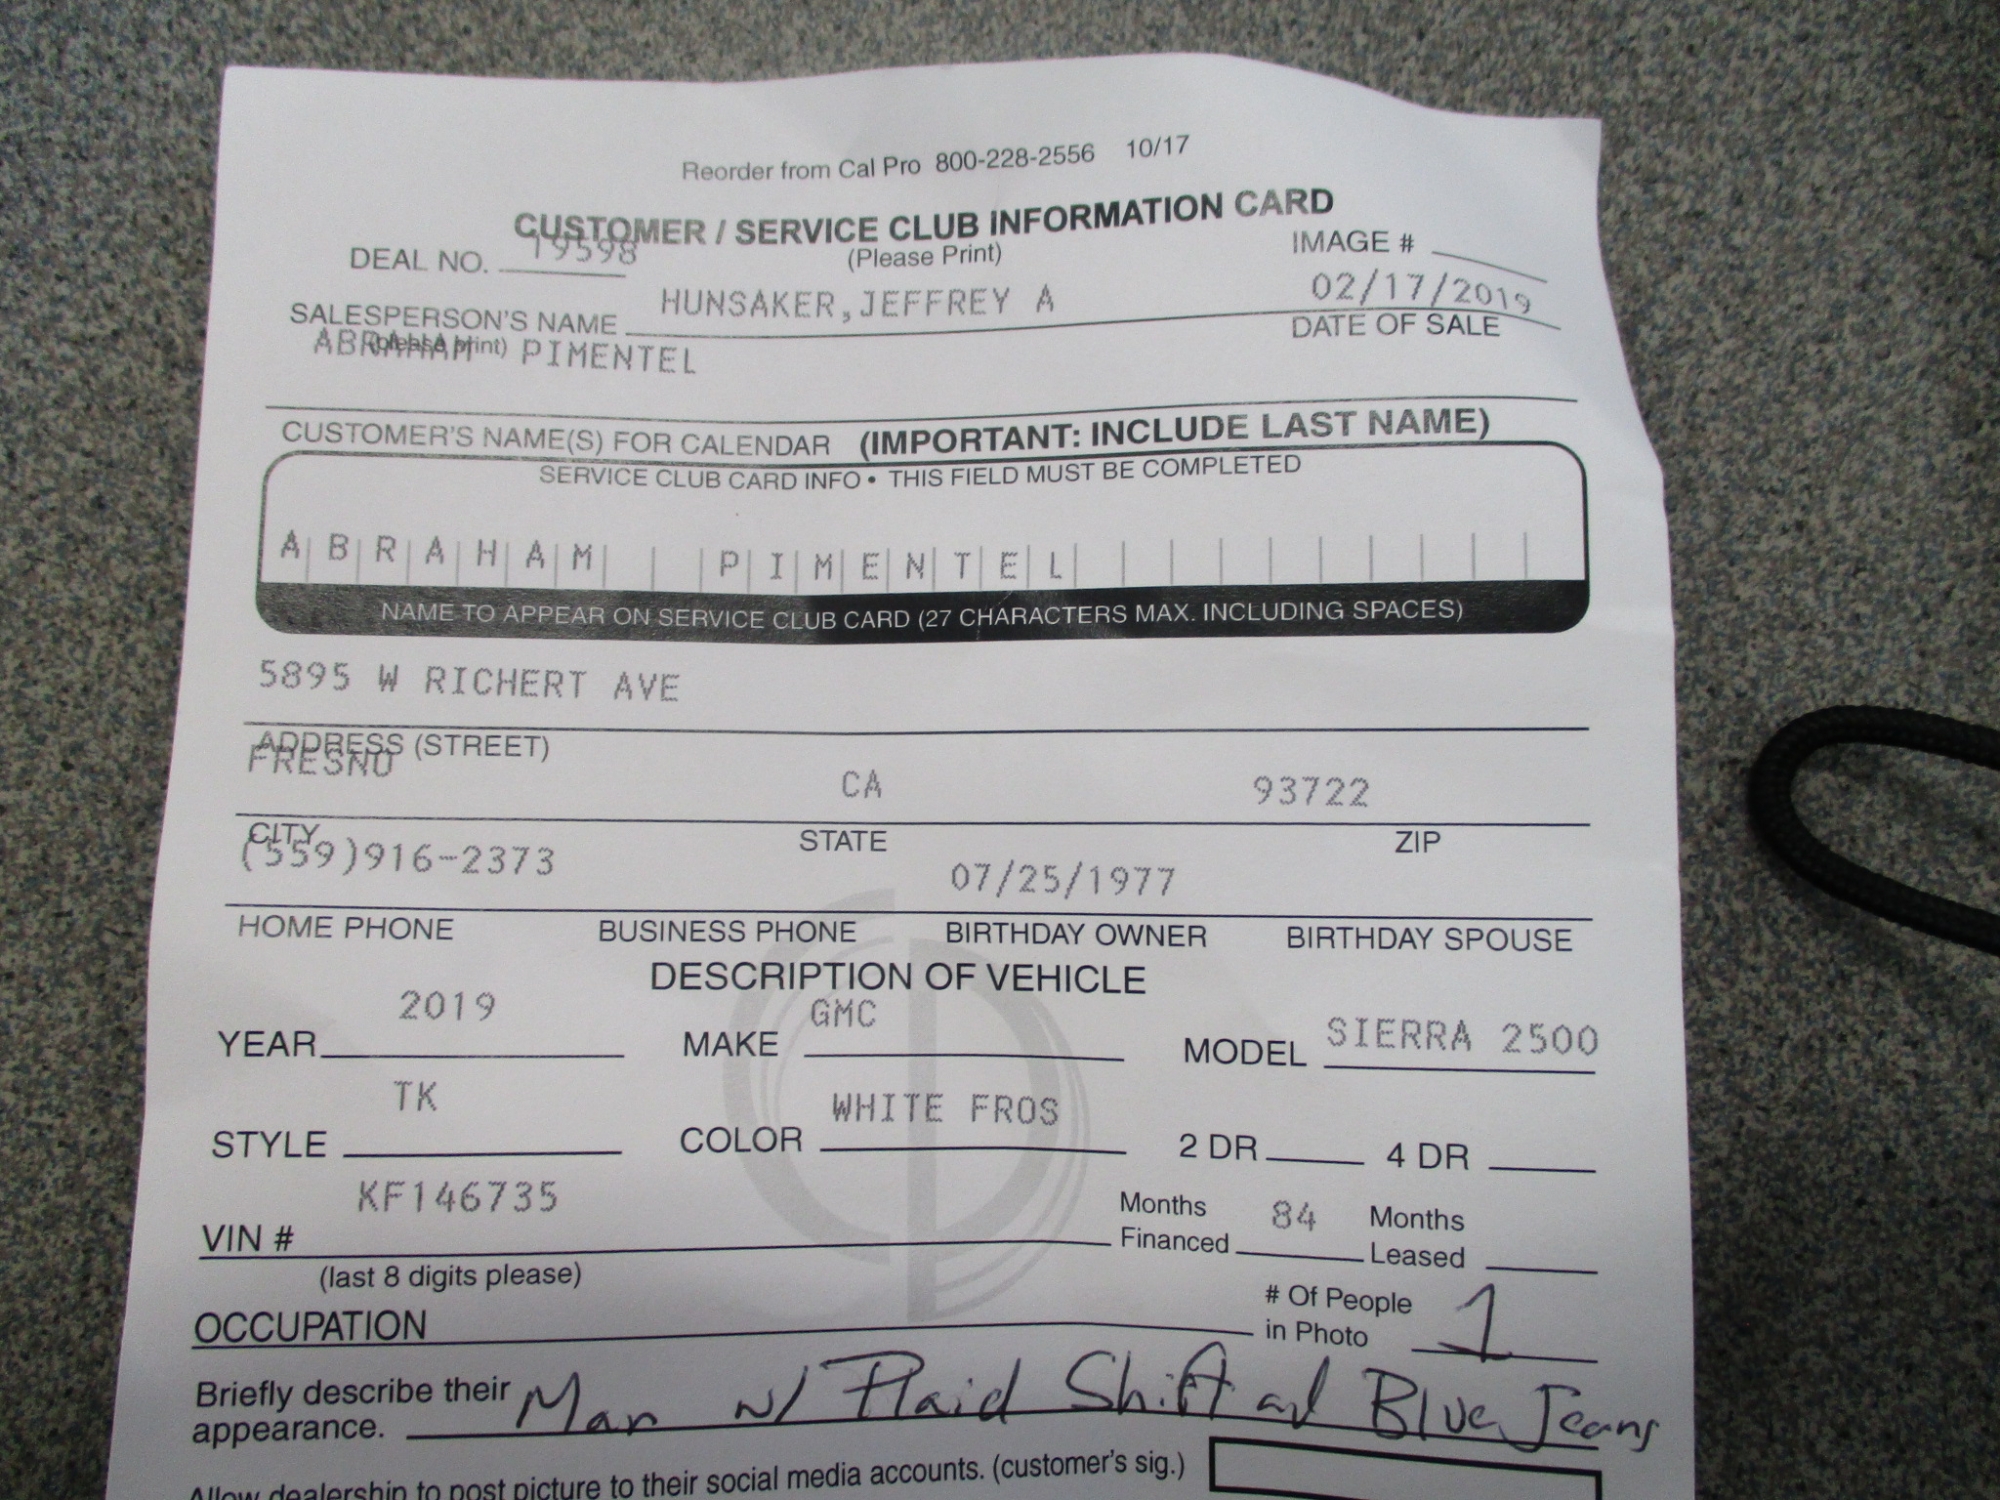 Reorder from Cal Pro 800-228-2556 10/17
CUSTOMER / SERVICE CLUB INFORMATION CARD
(Please Print)
DEAL NO. 19598
IMAGE #
SALESPERSON'S NAME HUNSAKER,JEFFREY A
02/17/2019
(please print)
DATE OF SALE
ABRAHAM PIMENTEL
CUSTOMER'S NAME(S) FOR CALENDAR (IMPORTANT: INCLUDE LAST NAME)
SERVICE CLUB CARD INFO • THIS FIELD MUST BE COMPLETED
ABRAHAM PIMENTEL
NAME TO APPEAR ON SERVICE CLUB CARD (27 CHARACTERS MAX. INCLUDING SPACES)
5895 W RICHERT AVE
ADDRESS (STREET)
FRESNO CA 93722
CITY STATE ZIP
(559)916-2373 07/25/1977
HOME PHONE BUSINESS PHONE BIRTHDAY OWNER BIRTHDAY SPOUSE
DESCRIPTION OF VEHICLE
YEAR 2019 MAKE GMC MODEL SIERRA 2500
STYLE TK COLOR WHITE FROS 2 DR 4 DR
VIN # KF146735
(last 8 digits please)
Months Financed 84 Months Leased
OCCUPATION
# Of People in Photo 1
Briefly describe their appearance. Man w/ Plaid Shift ad Blue Jeans
Allow dealership to post picture to their social media accounts. (customer's sig.)